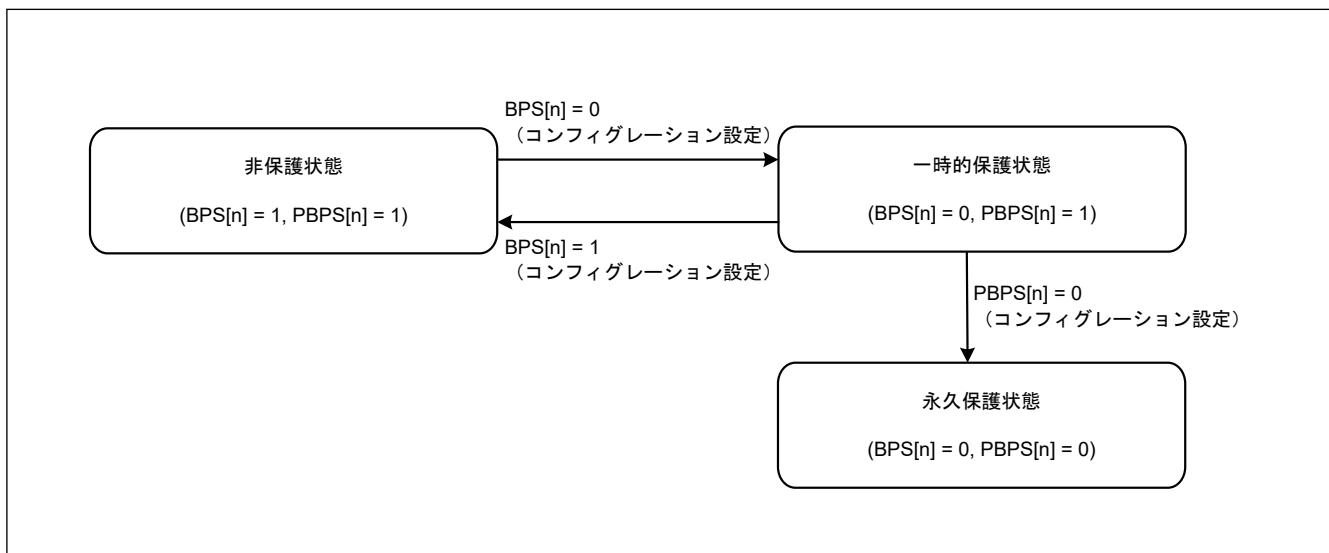 BPS[n] = 0
（コンフィグレーション設定）
非保護状態
(BPS[n] = 1, PBPS[n] = 1)
一時的保護状態
(BPS[n] = 0, PBPS[n] = 1)
BPS[n] = 1
（コンフィグレーション設定）
PBPS[n] = 0
（コンフィグレーション設定）
永久保護状態
(BPS[n] = 0, PBPS[n] = 0)